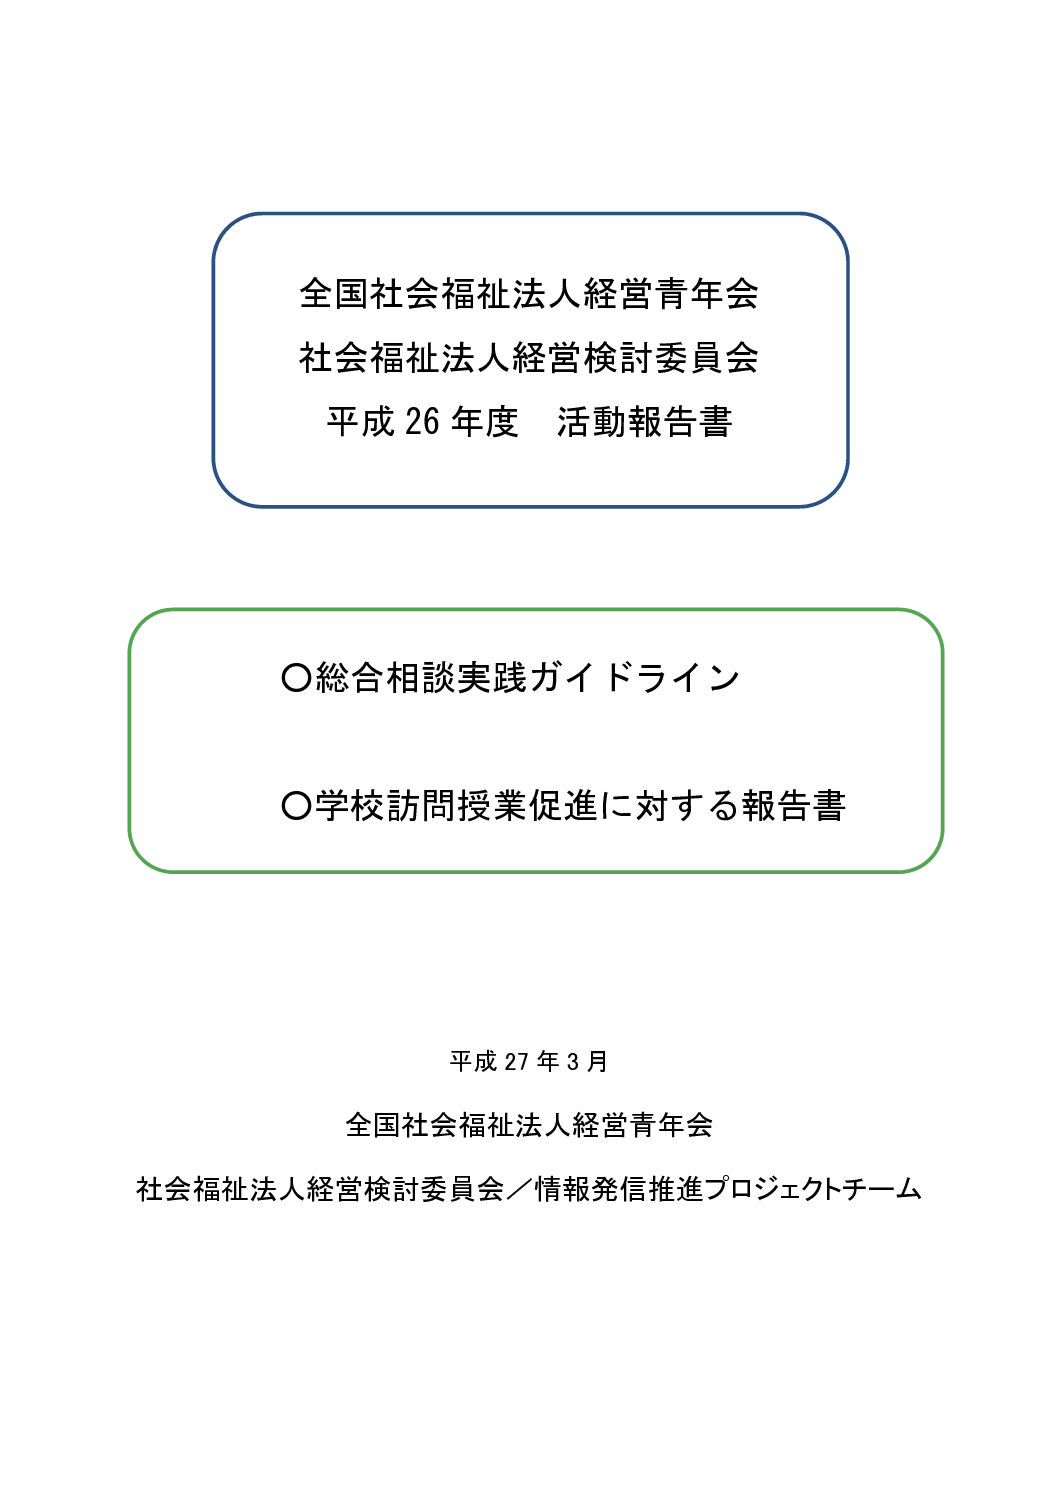 全国社会福祉法人経営青年会
社会福祉法人経営検討委員会
平成 26 年度　活動報告書
〇総合相談実践ガイドライン
〇学校訪問授業促進に対する報告書
平成 27 年 3 月
全国社会福祉法人経営青年会
社会福祉法人経営検討委員会／情報発信推進プロジェクトチーム